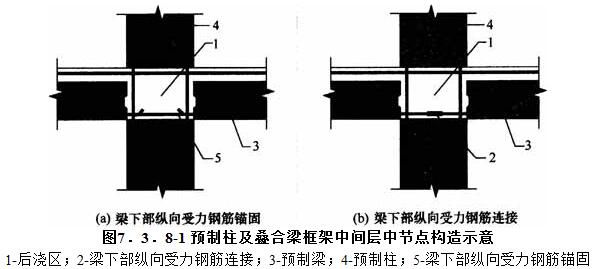 4
1
3
5
4
1
3
2
(a) 梁下部纵向受力钢筋锚固
(b) 梁下部纵向受力钢筋连接
图7．3．8-1 预制柱及叠合梁框架中间层中节点构造示意
1-后浇区；2-梁下部纵向受力钢筋连接；3-预制梁；4-预制柱；5-梁下部纵向受力钢筋锚固